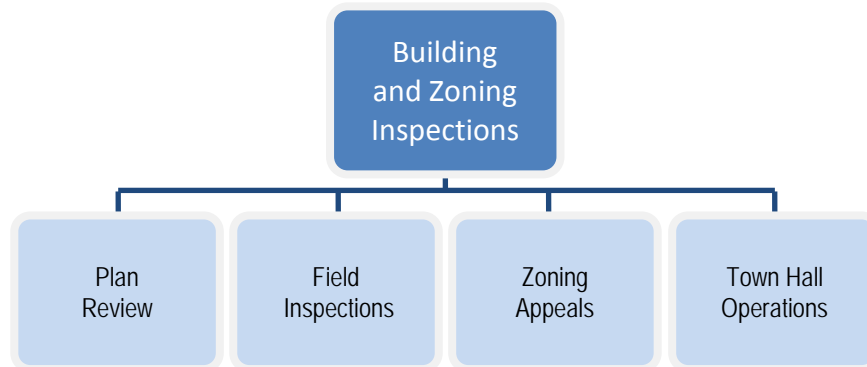 Building
and Zoning
Inspections
Plan
Review
Field
Inspections
Zoning
Appeals
Town Hall
Operations